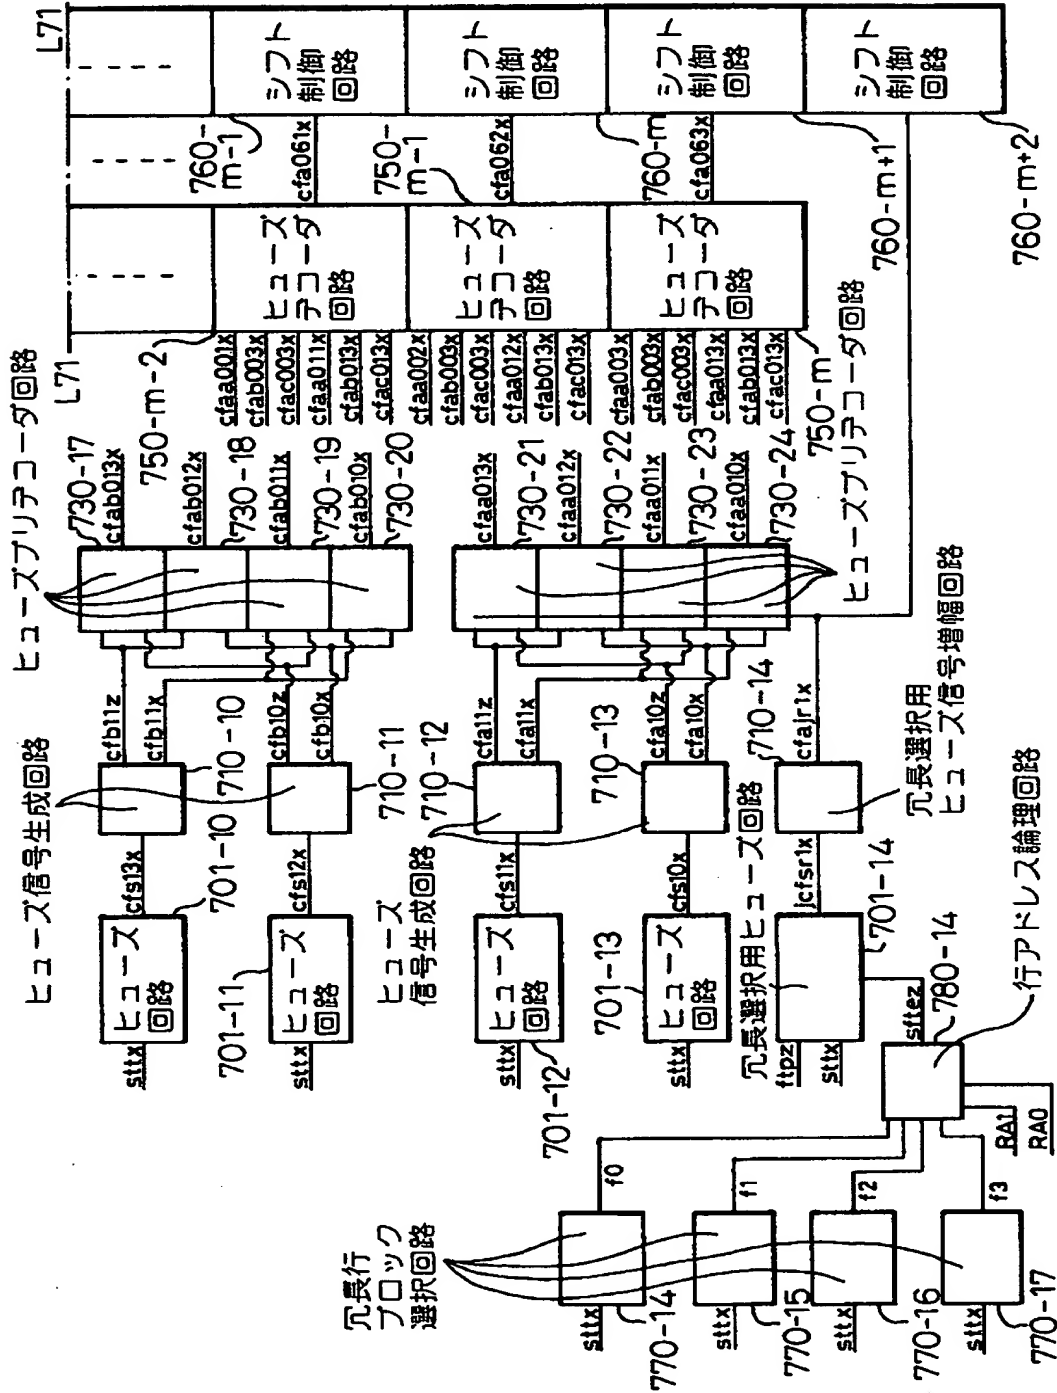 L71
L71
ヒューズプリデコーダ回路
730-17
cfab013x
cfab012x
730-18
cfab011x
730-19
cfab010x
730-20
750-m-2
cfaa001x
cfab003x
cfac003x
cfaa011x
cfab013x
cfac013x
cfaa002x
cfab003x
cfac003x
cfaa012x
cfab013x
cfac013x
cfaa003x
cfab003x
cfac003x
cfaa013x
cfab013x
cfac013x
ヒューズ
デコーダ
回路
ヒューズ
デコーダ
回路
ヒューズ
デコーダ
回路
760-
m-1
cfa061x
750-
m-1
cfa062x
760-m
cfa063x
シフト
制御
回路
シフト
制御
回路
シフト
制御
回路
シフト
制御
回路
760-m+1
760-m+2
750-m
ヒューズ信号生成回路
cfb11z
cfb11x
710-10
cfb10z
cfb10x
710-11
cfs13x
701-10
cfs12x
701-11
ヒューズ
回路
sttx
ヒューズ
回路
sttx
cfaa013x
730-21
cfaa012x
730-22
cfaa011x
730-23
cfaa010x
730-24
ヒューズプリデコーダ回路
ヒューズ
信号生成回路
710-12
cfa11z
cfa11x
710-13
cfa10z
cfa10x
710-14
cfajr1x
冗長選択用
ヒューズ信号増幅回路
cfs11x
cfs10x
jcfsr1x
ヒューズ
回路
sttx
701-12
ヒューズ
回路
sttx
701-13
冗長選択用ヒューズ回路
ftpz
sttx
701-14
sftez
780-14
行アドレス論理回路
RA1
RA0
冗長行
ブロック
選択回路
f0
f1
f2
f3
sttx
770-14
sttx
770-15
sttx
770-16
sttx
770-17